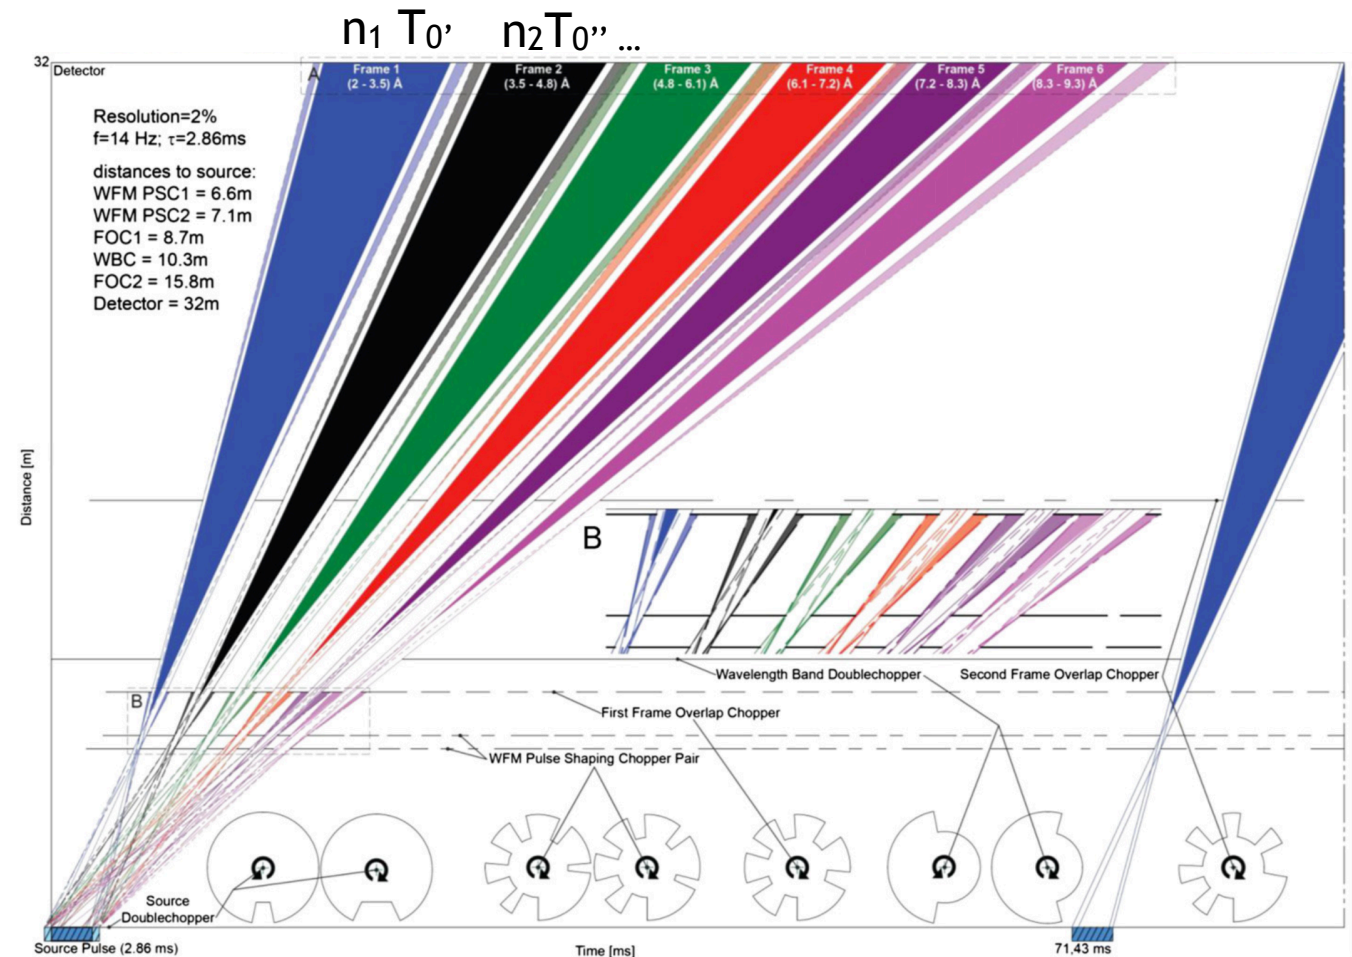 n₁ T₀’ n₂T₀’’ ...
32
Detector
A
Frame 1
(2 - 3.5) Å
Frame 2
(3.5 - 4.8) Å
Frame 3
(4.8 - 6.1) Å
Frame 4
(6.1 - 7.2) Å
Frame 5
(7.2 - 8.3) Å
Frame 6
(8.3 - 9.3) Å
Resolution=2%
f=14 Hz; τ=2.86ms
distances to source:
WFM PSC1 = 6.6m
WFM PSC2 = 7.1m
FOC1 = 8.7m
WBC = 10.3m
FOC2 = 15.8m
Detector = 32m
Distance [m]
B
Wavelength Band Doublechopper
Second Frame Overlap Chopper
B
First Frame Overlap Chopper
WFM Pulse Shaping Chopper Pair
Source
Doublechopper
Source Pulse (2.86 ms)
Time [ms]
71,43 ms